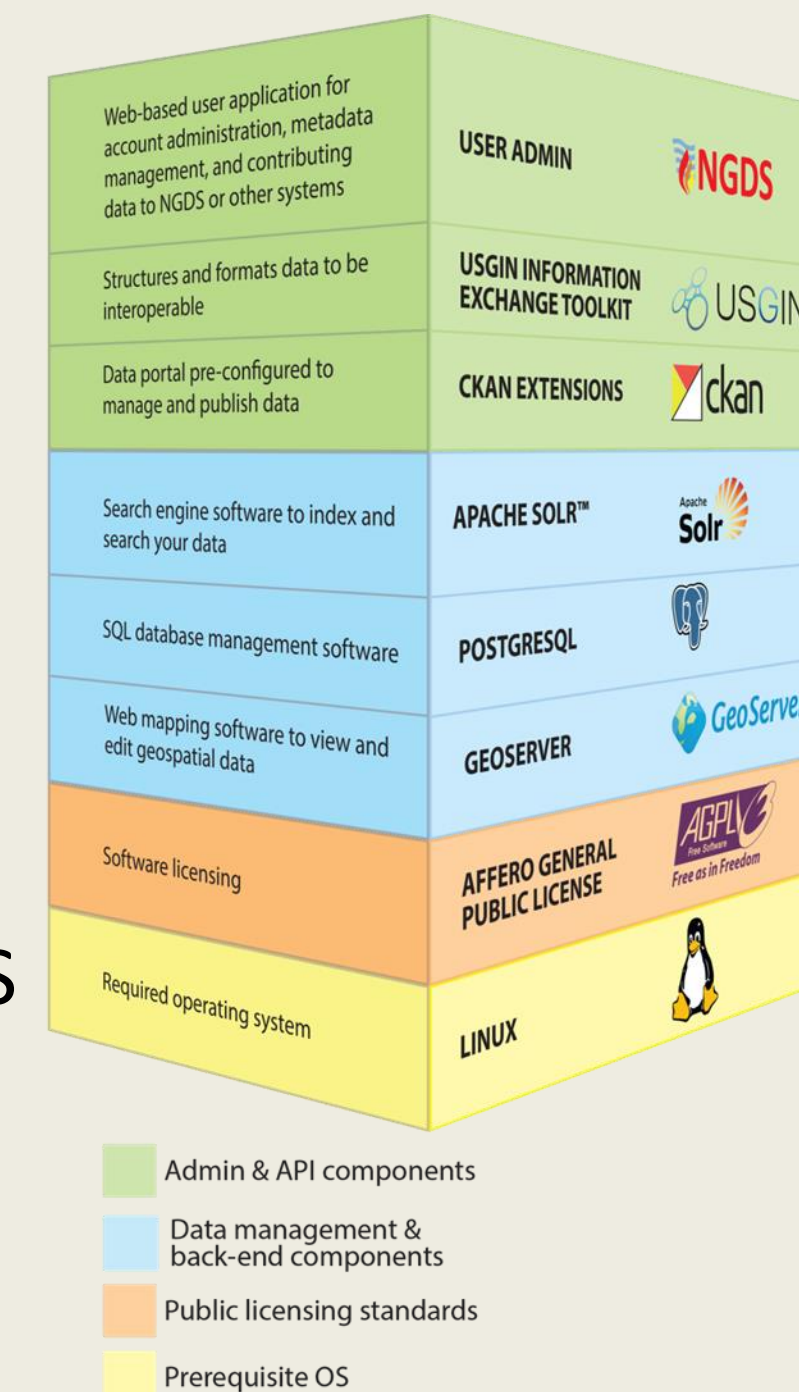 Web-based user application for
account administration, metadata
management, and contributing
data to NGDS or other systems
USER ADMIN
NGDS
Structures and formats data to be
interoperable
USGIN INFORMATION
EXCHANGE TOOLKIT
USGIN
Data portal pre-configured to
manage and publish data
CKAN EXTENSIONS
ckan
Search engine software to index and
search your data
APACHE SOLR™
Apache
Solr
SQL database management software
POSTGRESQL
Web mapping software to view and
edit geospatial data
GEOSERVER
GeoServer
Software licensing
AFFERO GENERAL
PUBLIC LICENSE
AGPLV3
Free Software
Free as in Freedom
S
Required operating system
LINUX
Admin & API components
Data management &
back-end components
Public licensing standards
Prerequisite OS